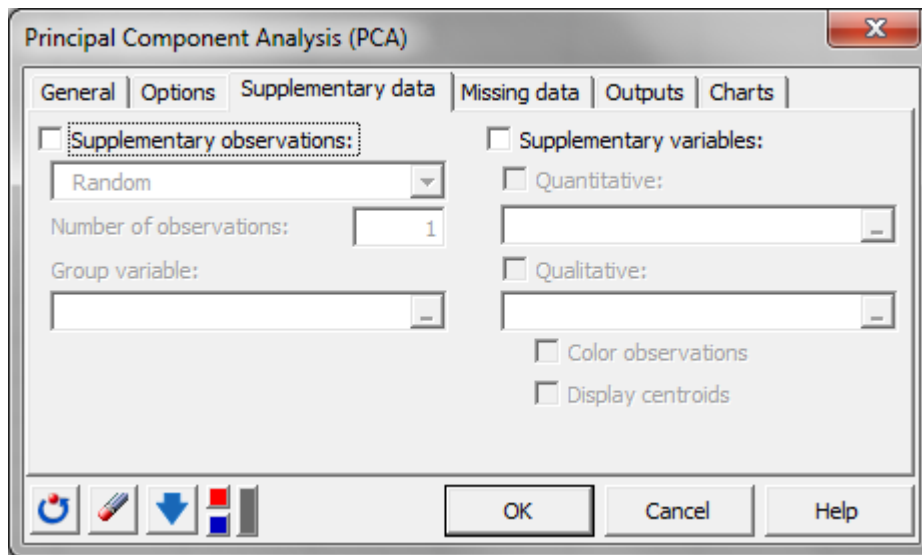 Principal Component Analysis (PCA)
General Options Supplementary data Missing data Outputs Charts
Supplementary observations:
Random
Number of observations: 1
Group variable:
Supplementary variables:
Quantitative:
Qualitative:
Color observations
Display centroids
OK Cancel Help